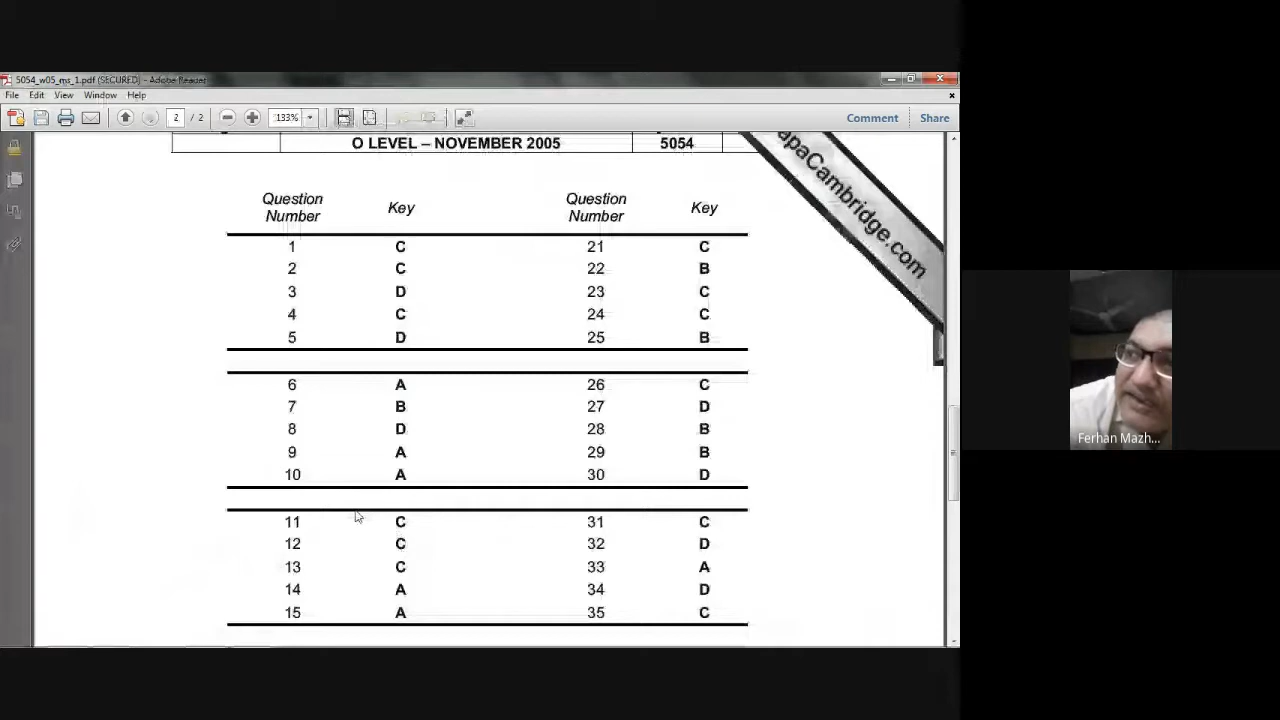 5054_w05_ms_1.pdf (SECURED) - Adobe Reader
File Edit View Window Help
2 / 2 133% Comment Share
O LEVEL – NOVEMBER 2005 5054
apaCambridge.com
Question Number Key Question Number Key
1 C 21 C
2 C 22 B
3 D 23 C
4 C 24 C
5 D 25 B
6 A 26 C
7 B 27 D
8 D 28 B
9 A 29 B
10 A 30 D
11 C 31 C
12 C 32 D
13 C 33 A
14 A 34 D
15 A 35 C
Ferhan Mazh...